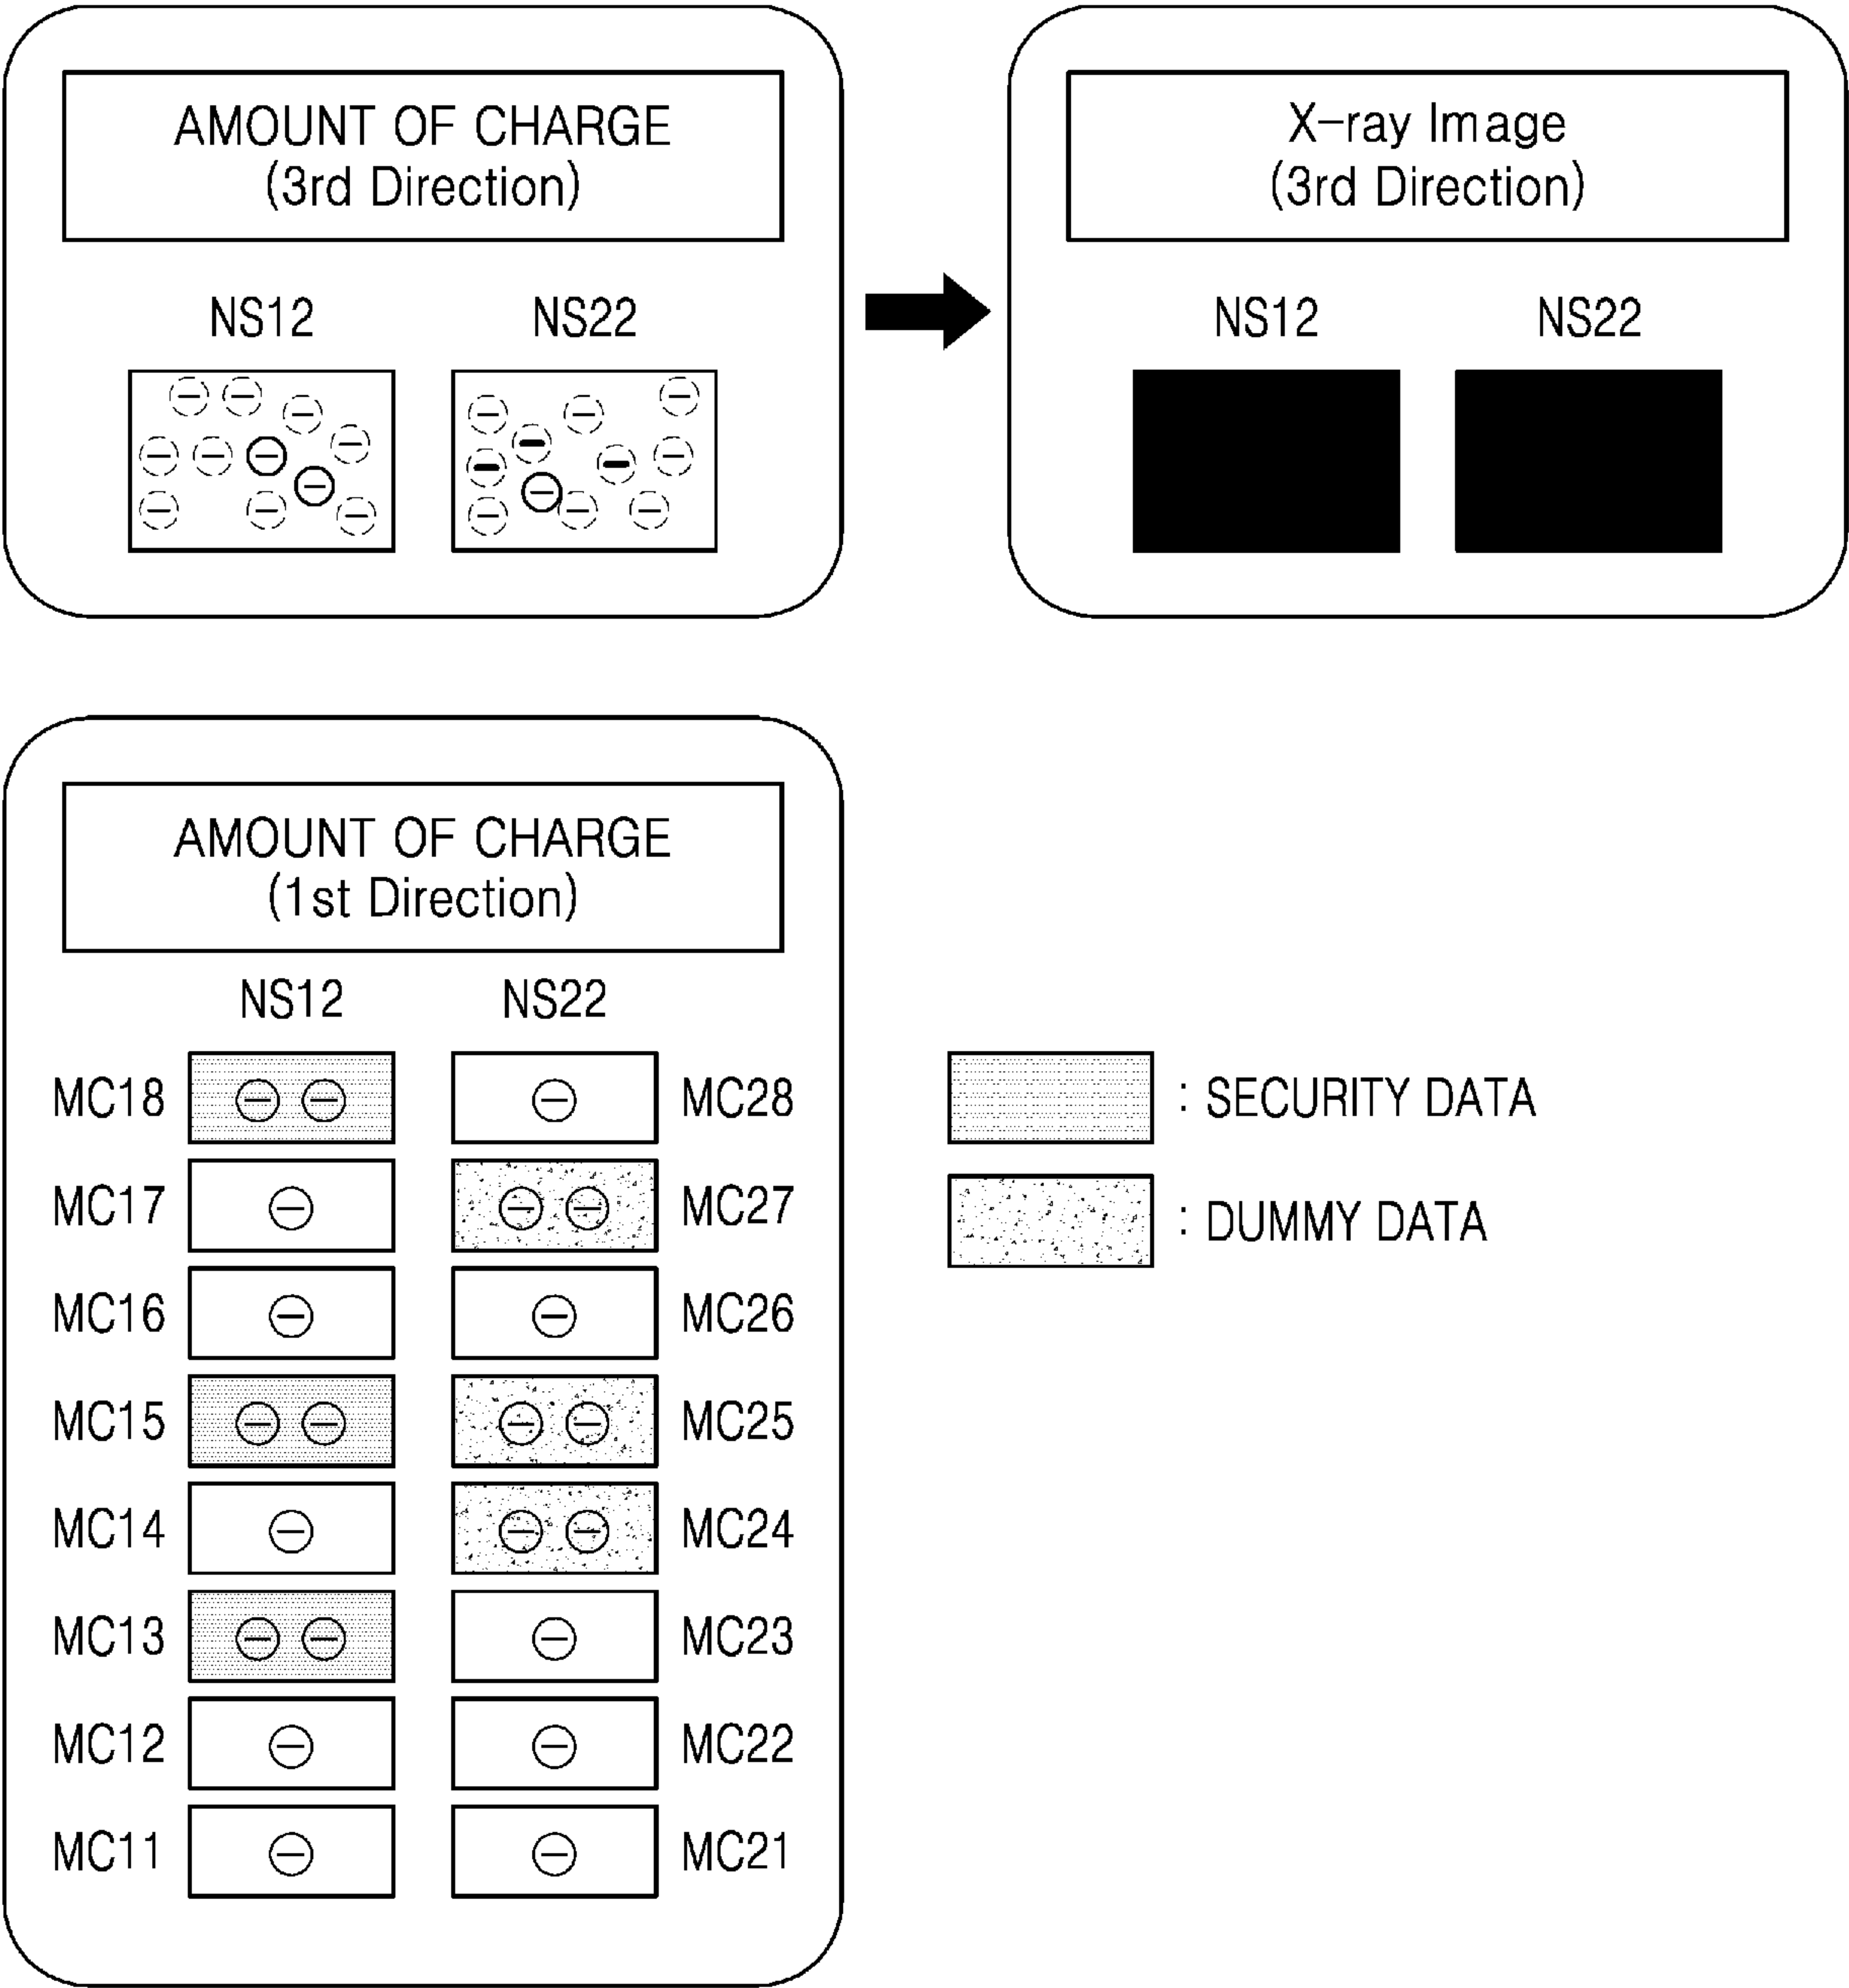 AMOUNT OF CHARGE
(3rd Direction)
NS12 NS22
X-ray Image
(3rd Direction)
NS12 NS22
AMOUNT OF CHARGE
(1st Direction)
NS12 NS22
MC18 MC28
MC17 MC27
MC16 MC26
MC15 MC25
MC14 MC24
MC13 MC23
MC12 MC22
MC11 MC21
: SECURITY DATA
: DUMMY DATA